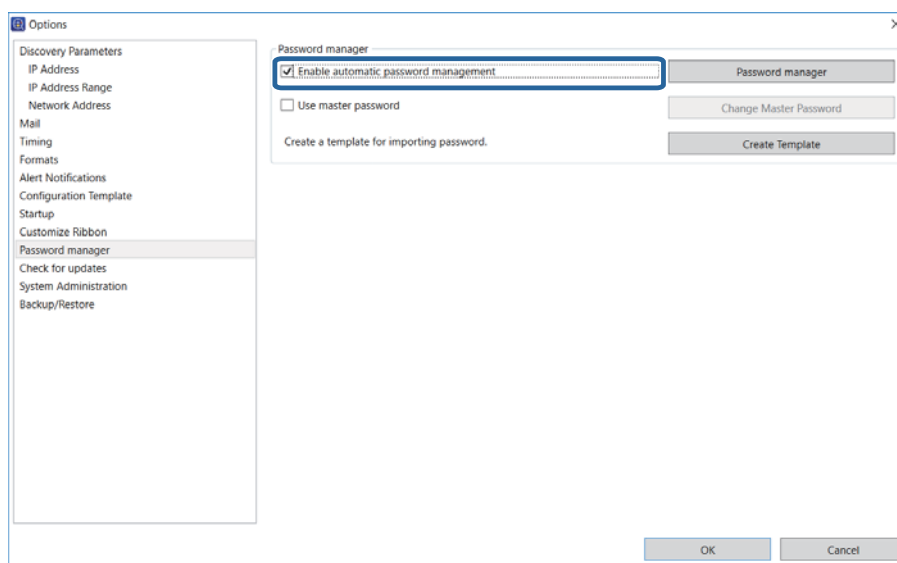 Options
Discovery Parameters
IP Address
IP Address Range
Network Address
Mail
Timing
Formats
Alert Notifications
Configuration Template
Startup
Customize Ribbon
Password manager
Check for updates
System Administration
Backup/Restore
Password manager
Enable automatic password management
Password manager
Use master password
Change Master Password
Create a template for importing password.
Create Template
OK
Cancel